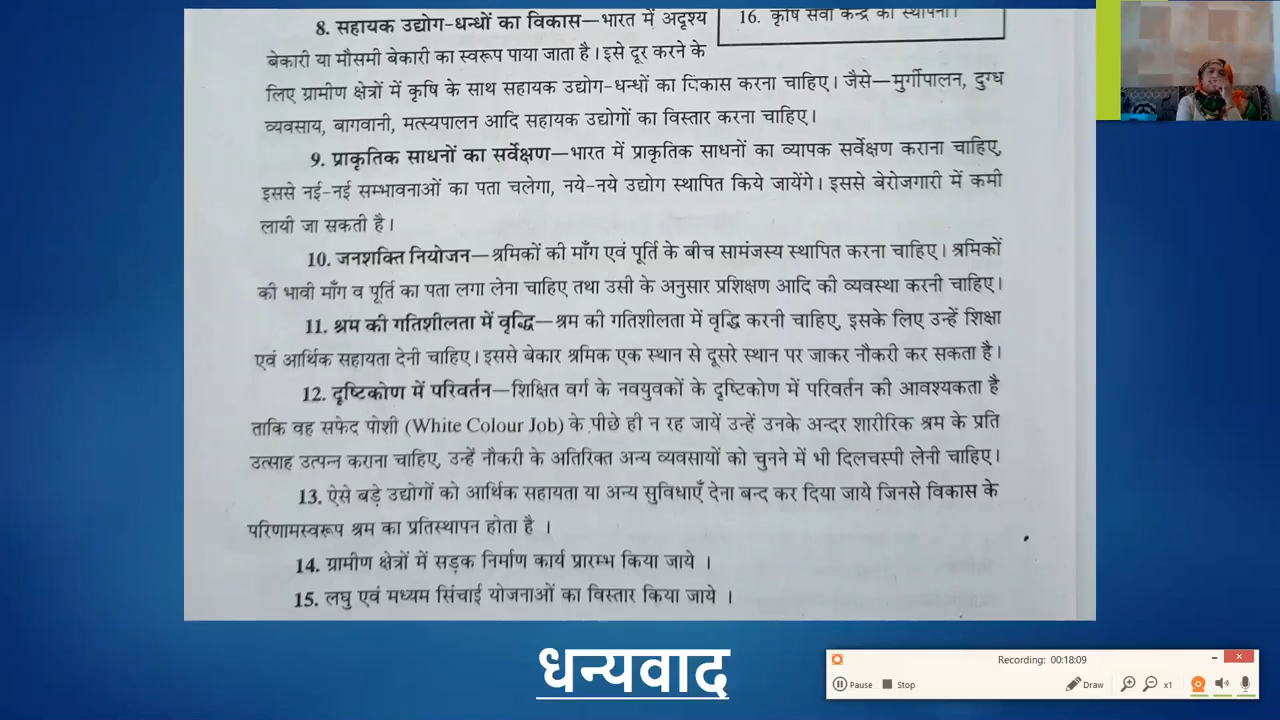 8. सहायक उद्योग-धन्धों का विकास—भारत में अदृश्य
16. कृषि सेवा केन्द्र की स्थापना।
बेकारी या मौसमी बेकारी का स्वरूप पाया जाता है। इसे दूर करने के
लिए ग्रामीण क्षेत्रों में कृषि के साथ सहायक उद्योग-धन्धों का विकास करना चाहिए। जैसे—मुर्गीपालन, दुग्ध
व्यवसाय, बागवानी, मत्स्यपालन आदि सहायक उद्योगों का विस्तार करना चाहिए।
9. प्राकृतिक साधनों का सर्वेक्षण—भारत में प्राकृतिक साधनों का व्यापक सर्वेक्षण कराना चाहिए,
इससे नई-नई सम्भावनाओं का पता चलेगा, नये-नये उद्योग स्थापित किये जायेंगे। इससे बेरोजगारी में कमी
लायी जा सकती है।
10. जनशक्ति नियोजन—श्रमिकों की माँग एवं पूर्ति के बीच सामंजस्य स्थापित करना चाहिए। श्रमिकों
की भावी माँग व पूर्ति का पता लगा लेना चाहिए तथा उसी के अनुसार प्रशिक्षण आदि की व्यवस्था करनी चाहिए।
11. श्रम की गतिशीलता में वृद्धि—श्रम की गतिशीलता में वृद्धि करनी चाहिए, इसके लिए उन्हें शिक्षा
एवं आर्थिक सहायता देनी चाहिए। इससे बेकार श्रमिक एक स्थान से दूसरे स्थान पर जाकर नौकरी कर सकता है।
12. दृष्टिकोण में परिवर्तन—शिक्षित वर्ग के नवयुवकों के दृष्टिकोण में परिवर्तन की आवश्यकता है
ताकि वह सफेद पोशी (White Colour Job) के पीछे ही न रह जायें उन्हें उनके अन्दर शारीरिक श्रम के प्रति
उत्साह उत्पन्न कराना चाहिए, उन्हें नौकरी के अतिरिक्त अन्य व्यवसायों को चुनने में भी दिलचस्पी लेनी चाहिए।
13. ऐसे बड़े उद्योगों को आर्थिक सहायता या अन्य सुविधाएँ देना बन्द कर दिया जाये जिनसे विकास के
परिणामस्वरूप श्रम का प्रतिस्थापन होता है ।
14. ग्रामीण क्षेत्रों में सड़क निर्माण कार्य प्रारम्भ किया जाये ।
15. लघु एवं मध्यम सिंचाई योजनाओं का विस्तार किया जाये ।
धन्यवाद
Recording: 00:18:09
Pause Stop Draw x1